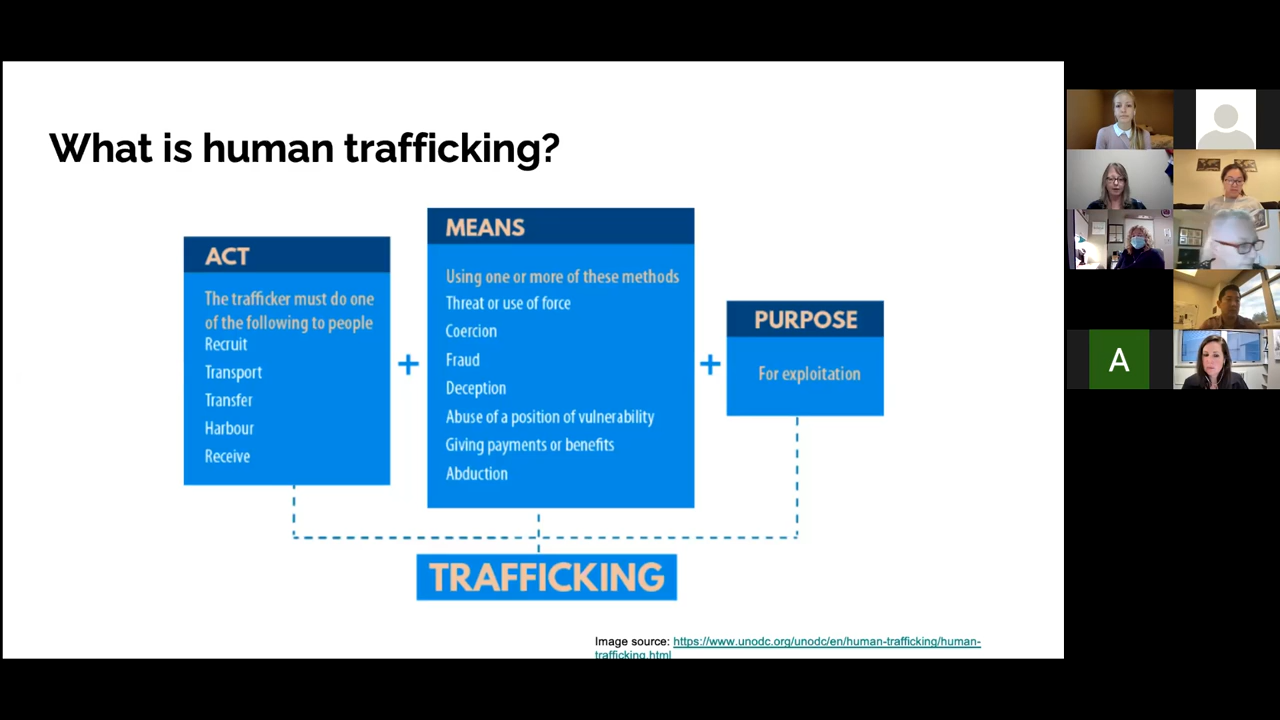 What is human trafficking?
ACT
The trafficker must do one
of the following to people
Recruit
Transport
Transfer
Harbour
Receive
+
MEANS
Using one or more of these methods
Threat or use of force
Coercion
Fraud
Deception
Abuse of a position of vulnerability
Giving payments or benefits
Abduction
+
PURPOSE
For exploitation
TRAFFICKING
Image source: https://www.unodc.org/unodc/en/human-trafficking/human-
trafficking.html
A